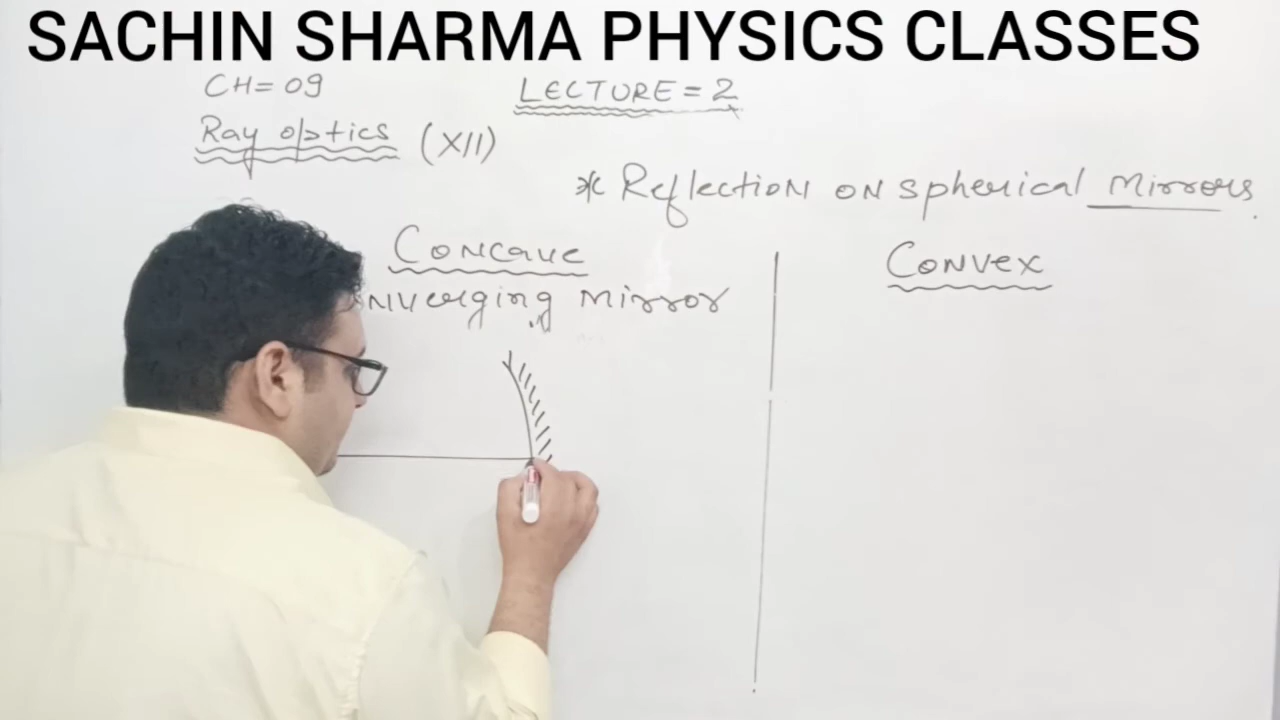 SACHIN SHARMA PHYSICS CLASSES
CH=09
LECTURE=2
Ray optics (XII)
* Reflection on spherical Mirrors.
Concave
Convex
nverging Mirror